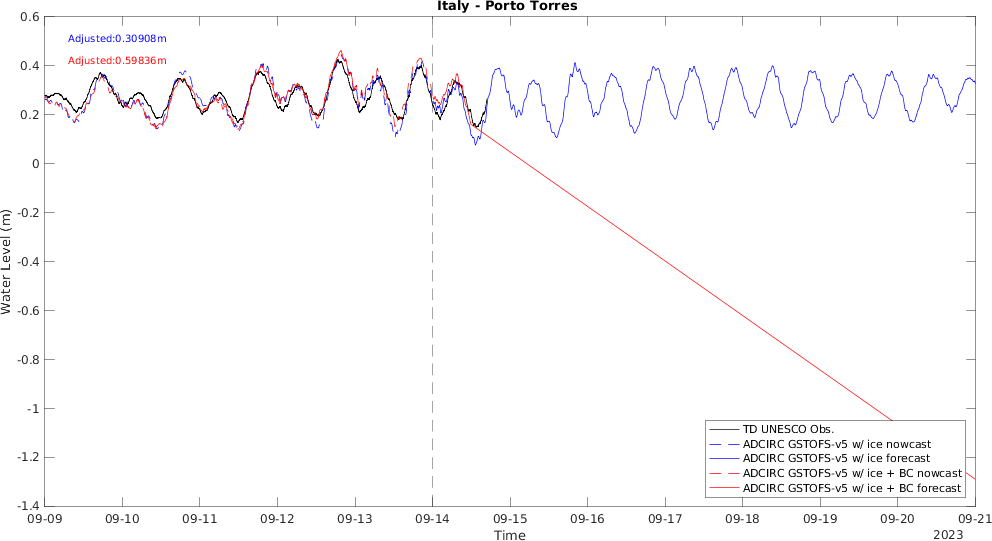 Italy - Porto Torres
Adjusted:0.30908m
Adjusted:0.59836m
Water Level (m)
0.6
0.4
0.2
0
-0.2
-0.4
-0.6
-0.8
-1
-1.2
-1.4
TD UNESCO Obs.
ADCIRC GSTOFS-v5 w/ ice nowcast
ADCIRC GSTOFS-v5 w/ ice forecast
ADCIRC GSTOFS-v5 w/ ice + BC nowcast
ADCIRC GSTOFS-v5 w/ ice + BC forecast
09-09 09-10 09-11 09-12 09-13 09-14 09-15 09-16 09-17 09-18 09-19 09-20 09-21
Time
2023